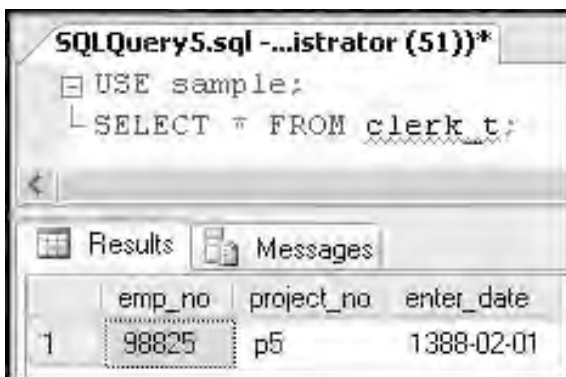 SQLQuery5.sql -...istrator (51))*
USE sample;
SELECT * FROM clerk_t;
Results Messages
emp_no project_no enter_date
1 98825 p5 1388-02-01